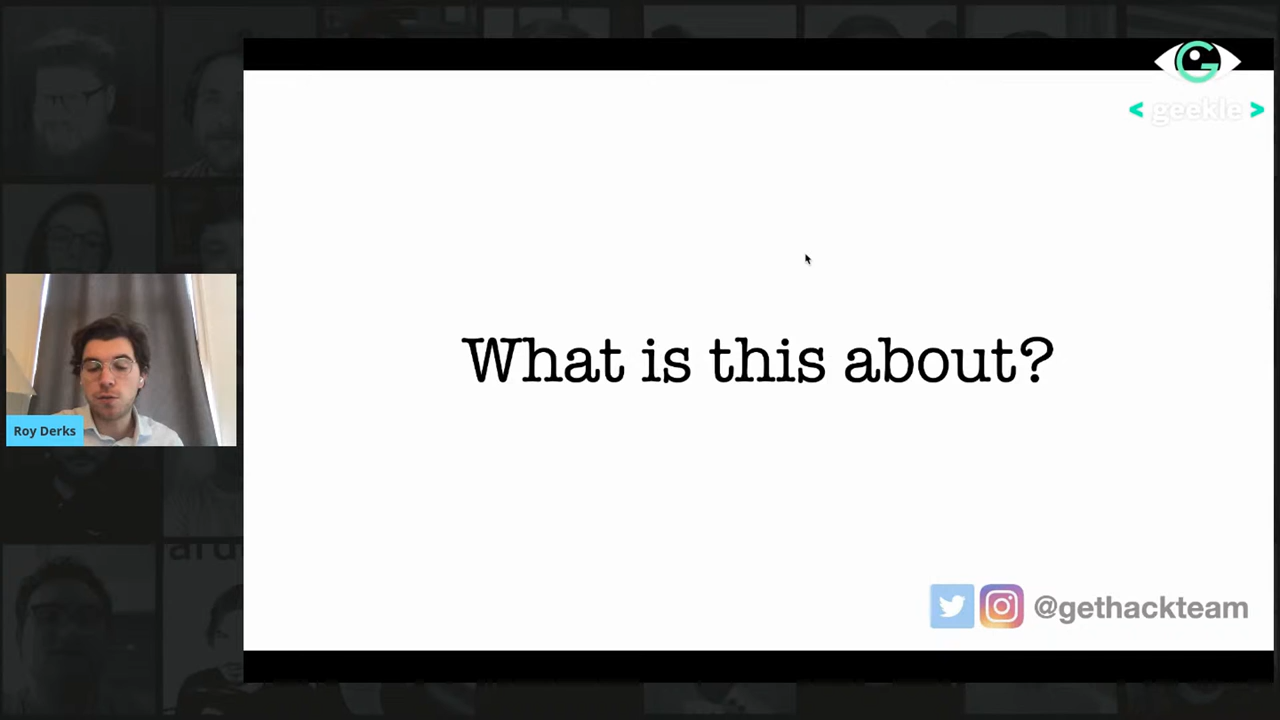 < geekle >
What is this about?
Roy Derks
@gethackteam